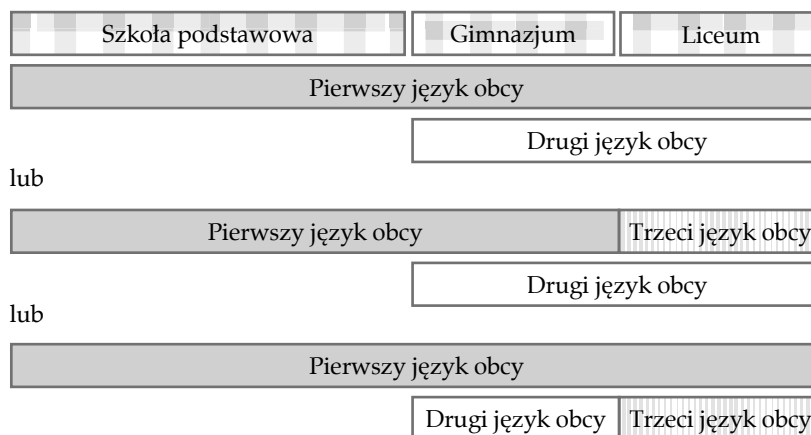 Szkoła podstawowa Gimnazjum Liceum
Pierwszy język obcy
Drugi język obcy
lub
Pierwszy język obcy Trzeci język obcy
Drugi język obcy
lub
Pierwszy język obcy
Drugi język obcy Trzeci język obcy